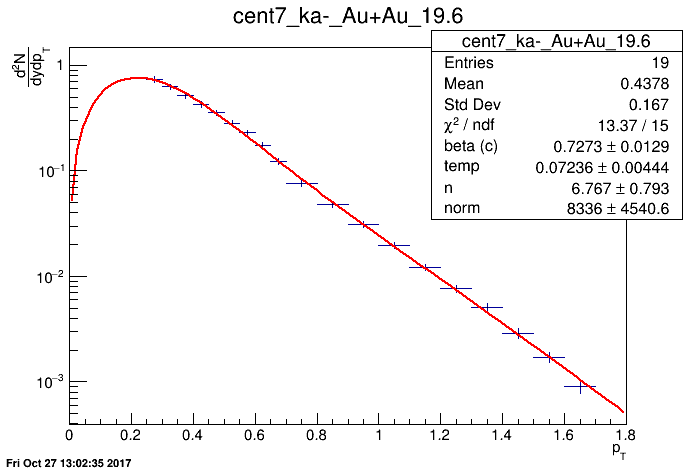 cent7_ka-_Au+Au_19.6
cent7_ka-_Au+Au_19.6
Entries 19
Mean 0.4378
Std Dev 0.167
χ² / ndf 13.37 / 15
beta (c) 0.7273 ± 0.0129
temp 0.07236 ± 0.00444
n 6.767 ± 0.793
norm 8336 ± 4540.6
d²N
dydp_T
1
10⁻¹
10⁻²
10⁻³
0 0.2 0.4 0.6 0.8 1 1.2 1.4 1.6 1.8
p_T
Fri Oct 27 13:02:35 2017